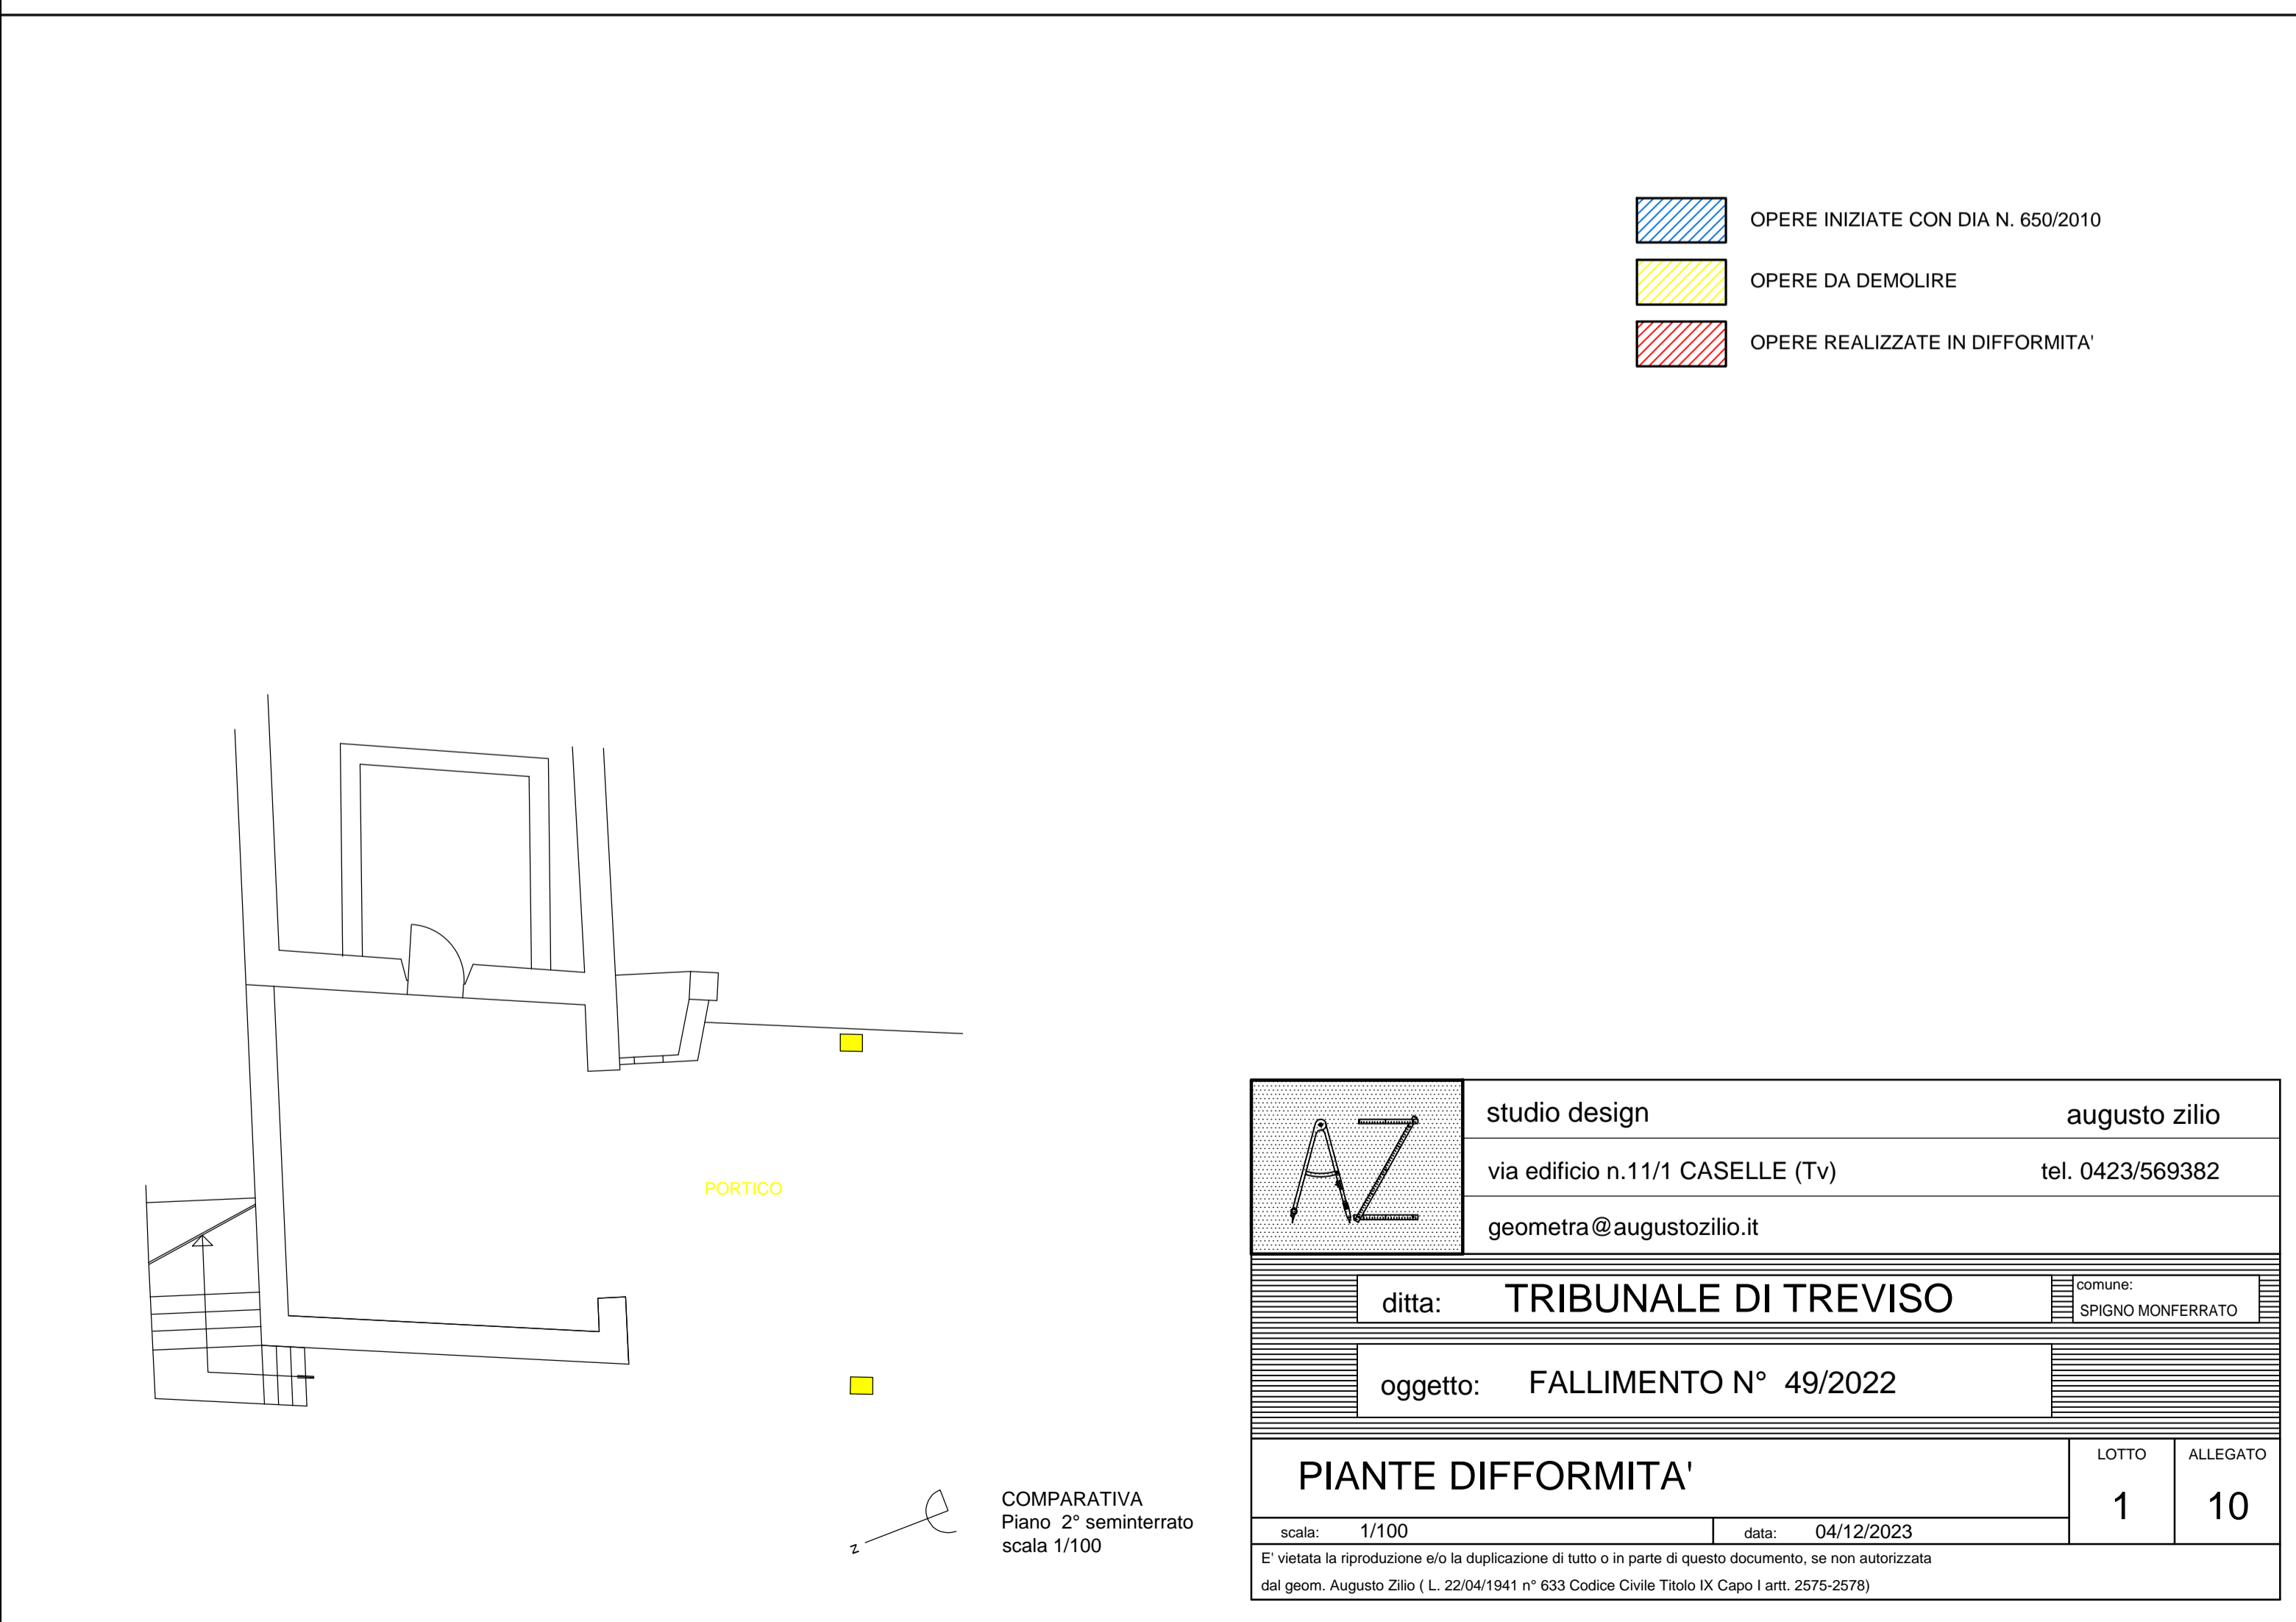 OPERE INIZIATE CON DIA N. 650/2010
OPERE DA DEMOLIRE
OPERE REALIZZATE IN DIFFORMITA'
PORTICO
z
COMPARATIVA
Piano 2° seminterrato
scala 1/100
AZ
studio design augusto zilio
via edificio n.11/1 CASELLE (Tv) tel. 0423/569382
geometra@augustozilio.it
ditta: TRIBUNALE DI TREVISO
comune:
SPIGNO MONFERRATO
oggetto: FALLIMENTO N° 49/2022
PIANTE DIFFORMITA'
LOTTO
1
ALLEGATO
10
scala: 1/100 data: 04/12/2023
E' vietata la riproduzione e/o la duplicazione di tutto o in parte di questo documento, se non autorizzata
dal geom. Augusto Zilio ( L. 22/04/1941 n° 633 Codice Civile Titolo IX Capo I artt. 2575-2578)